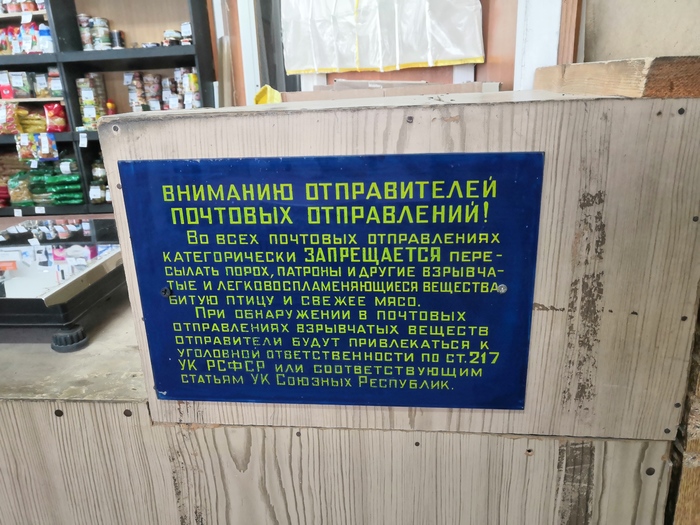 ВНИМАНИЮ ОТПРАВИТЕЛЕЙ
ПОЧТОВЫХ ОТПРАВЛЕНИЙ!
Во всех почтовых отправлениях
категорически ЗАПРЕЩАЕТСЯ пере-
сылать порох, патроны и другие взрывча-
тые и легковоспламеняющиеся вещества,
битую птицу и свежее мясо.
При обнаружении в почтовых
отправлениях взрывчатых веществ
отправители будут привлекаться к
уголовной ответственности по ст. 217
УК РСФСР или соответствующим
статьям УК Союзных Республик.